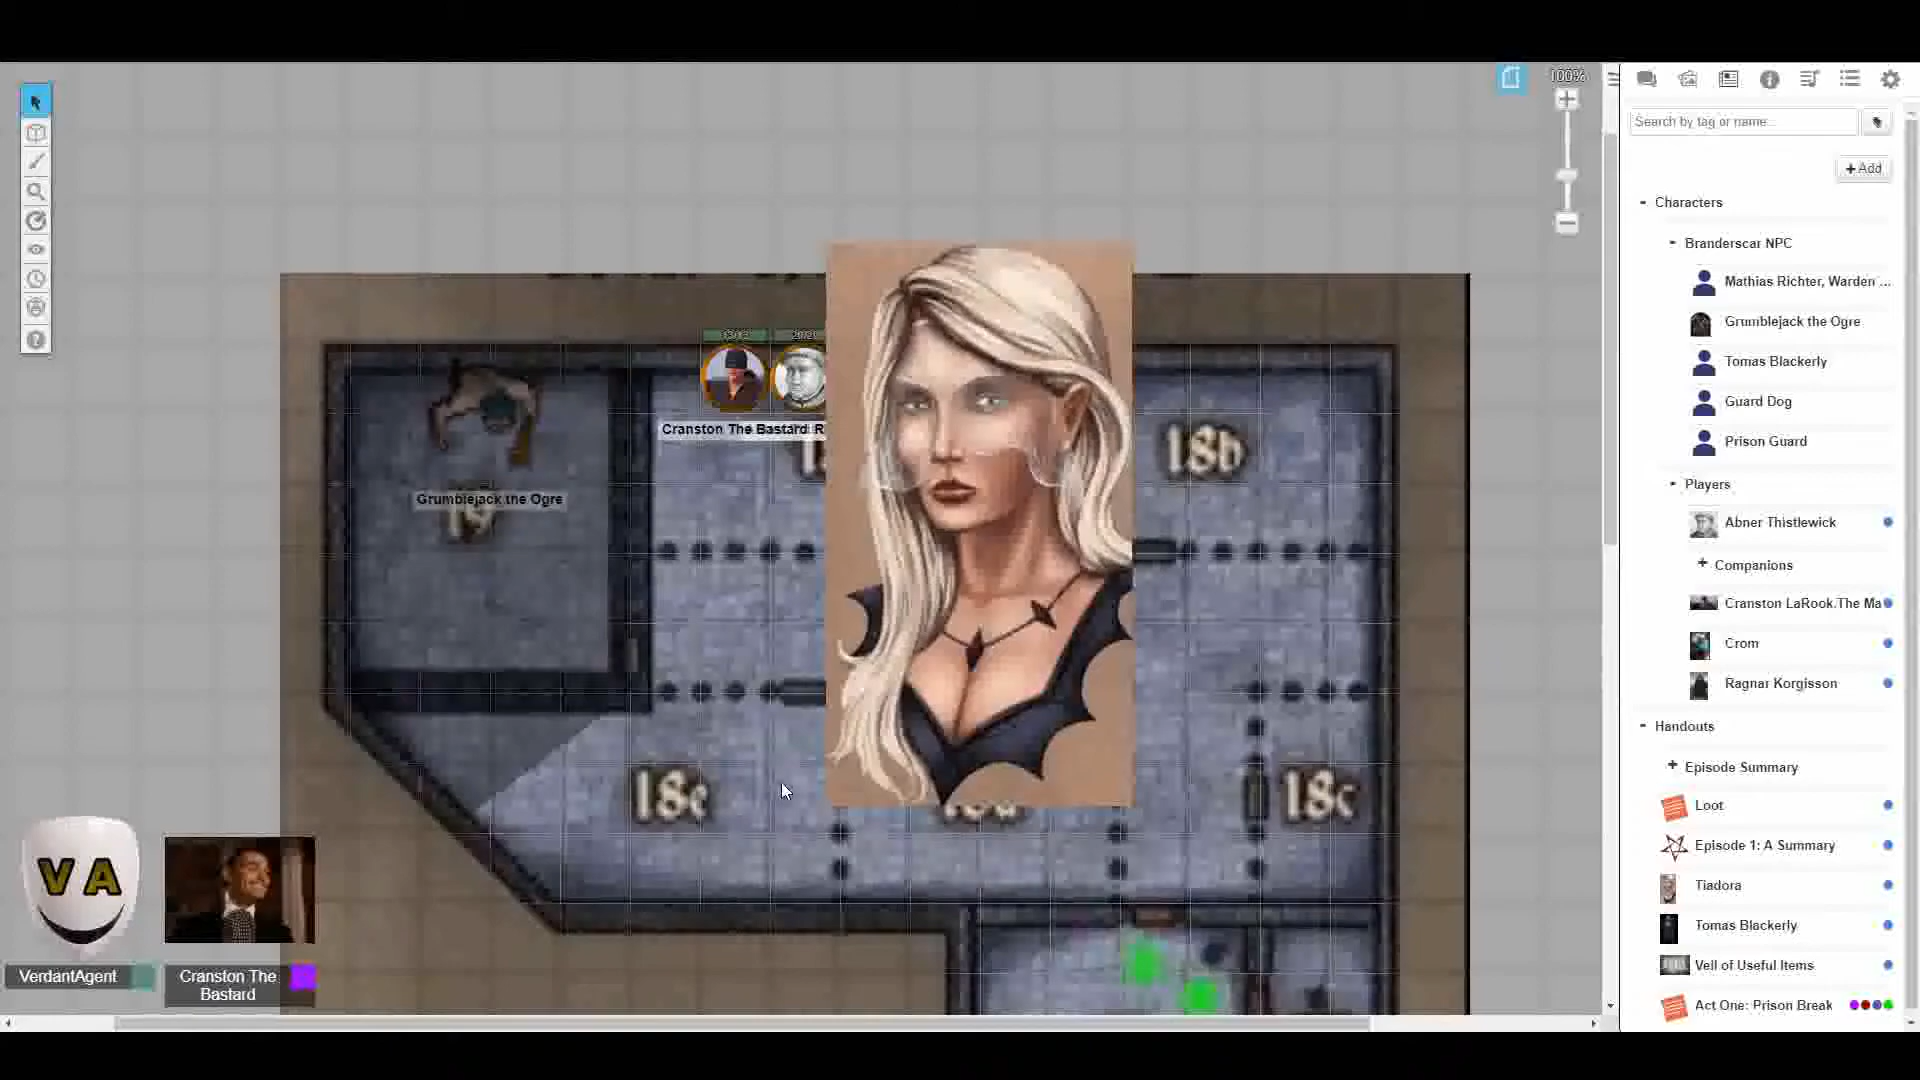 100%
Search by tag or name...
+ Add
Characters
Branderscar NPC
Mathias Richter, Warden ...
Grumblejack the Ogre
Tomas Blackerly
Guard Dog
Prison Guard
Players
Abner Thistlewick
Companions
Cranston LaRook.The Ma
Crom
Ragnar Korgisson
Handouts
Episode Summary
Loot
Episode 1: A Summary
Tiadora
Tomas Blackerly
Veil of Useful Items
Act One: Prison Break
Cranston The Bastard R
18b
Grumblejack the Ogre
19
18e
18c
VA
VerdantAgent
Cranston The
Bastard